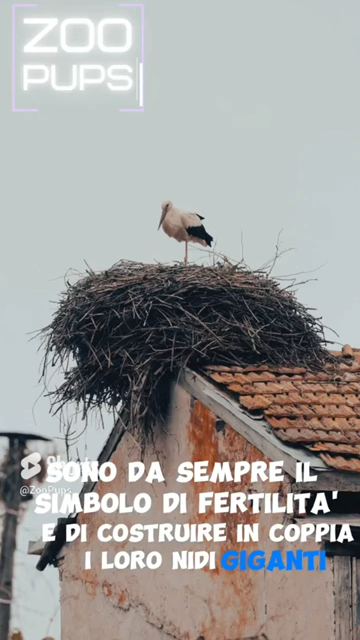 ZOO
PUPS
@ZooPups
SONO DA SEMPRE IL
SIMBOLO DI FERTILITA'
E DI COSTRUIRE IN COPPIA
I LORO NIDI GIGANTI